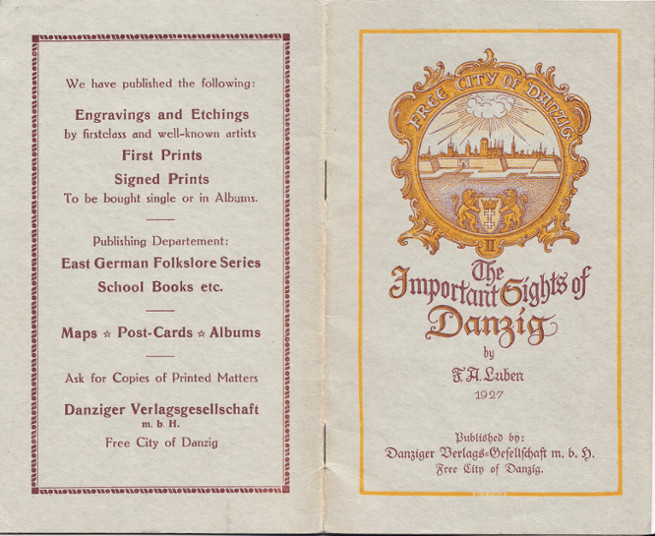 We have published the following:
Engravings and Etchings
by firstclass and well-known artists
First Prints
Signed Prints
To be bought single or in Albums.
Publishing Departement:
East German Folkslore Series
School Books etc.
Maps ☆ Post-Cards ☆ Albums
Ask for Copies of Printed Matters
Danziger Verlagsgesellschaft
m. b. H.
Free City of Danzig
FREE CITY OF DANZIG
II
The
Important Sights of
Danzig
by
F. A. Luben
1927
Published by:
Danziger Verlags-Gesellschaft m. b. H.
Free City of Danzig.